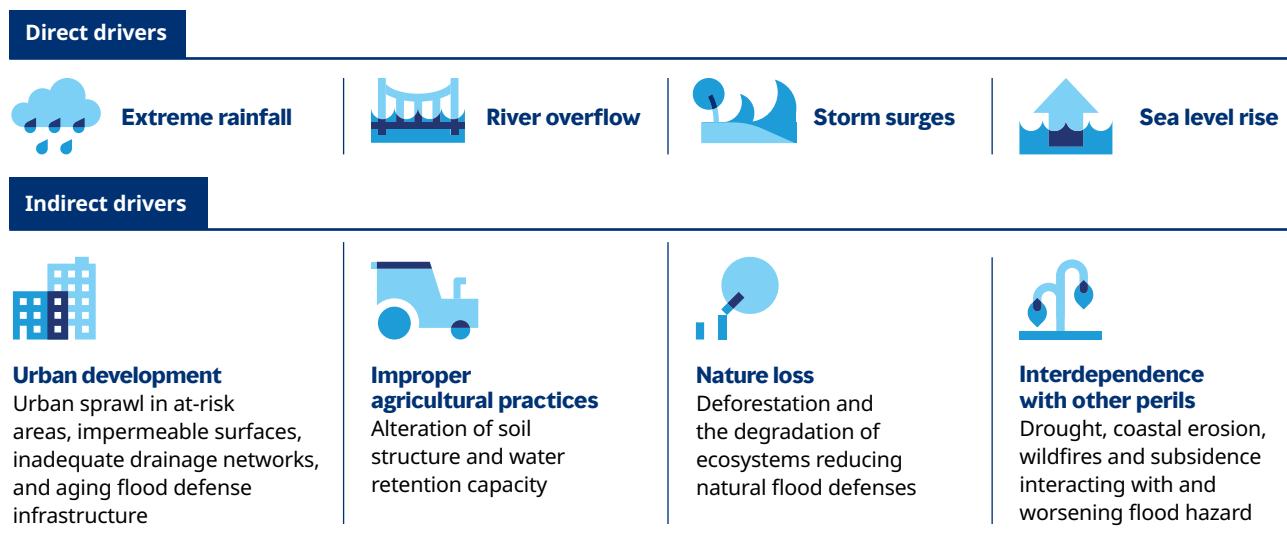 Direct drivers
Extreme rainfall
River overflow
Storm surges
Sea level rise
Indirect drivers
Urban development
Urban sprawl in at-risk
areas, impermeable surfaces,
inadequate drainage networks,
and aging flood defense
infrastructure
Improper
agricultural practices
Alteration of soil
structure and water
retention capacity
Nature loss
Deforestation and
the degradation of
ecosystems reducing
natural flood defenses
Interdependence
with other perils
Drought, coastal erosion,
wildfires and subsidence
interacting with and
worsening flood hazard